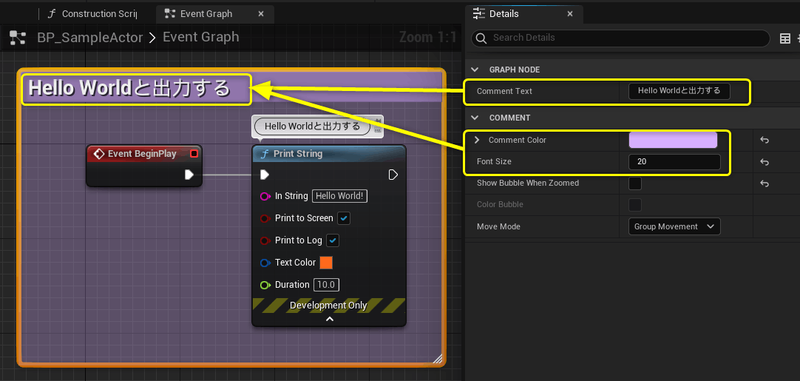 Construction Scrip
Event Graph
Details
BP_SampleActor
Event Graph
Zoom 1:1
Search Details
GRAPH NODE
Hello Worldと出力する
Comment Text
Hello Worldと出力する
COMMENT
Hello Worldと出力する
Comment Color
Event BeginPlay
Print String
Font Size
20
In String
Hello World!
Show Bubble When Zoomed
Color Bubble
Print to Screen
Move Mode
Group Movement
Print to Log
Text Color
Duration
10.0
Development Only